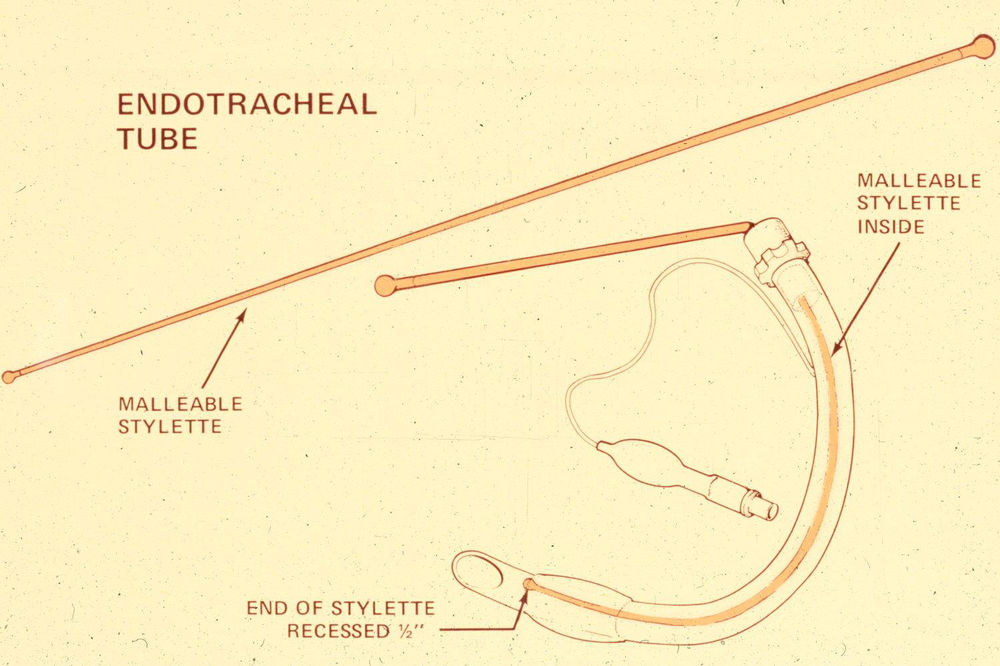 ENDOTRACHEAL
TUBE
MALLEABLE
STYLETTE
INSIDE
MALLEABLE
STYLETTE
END OF STYLETTE
RECESSED ½″